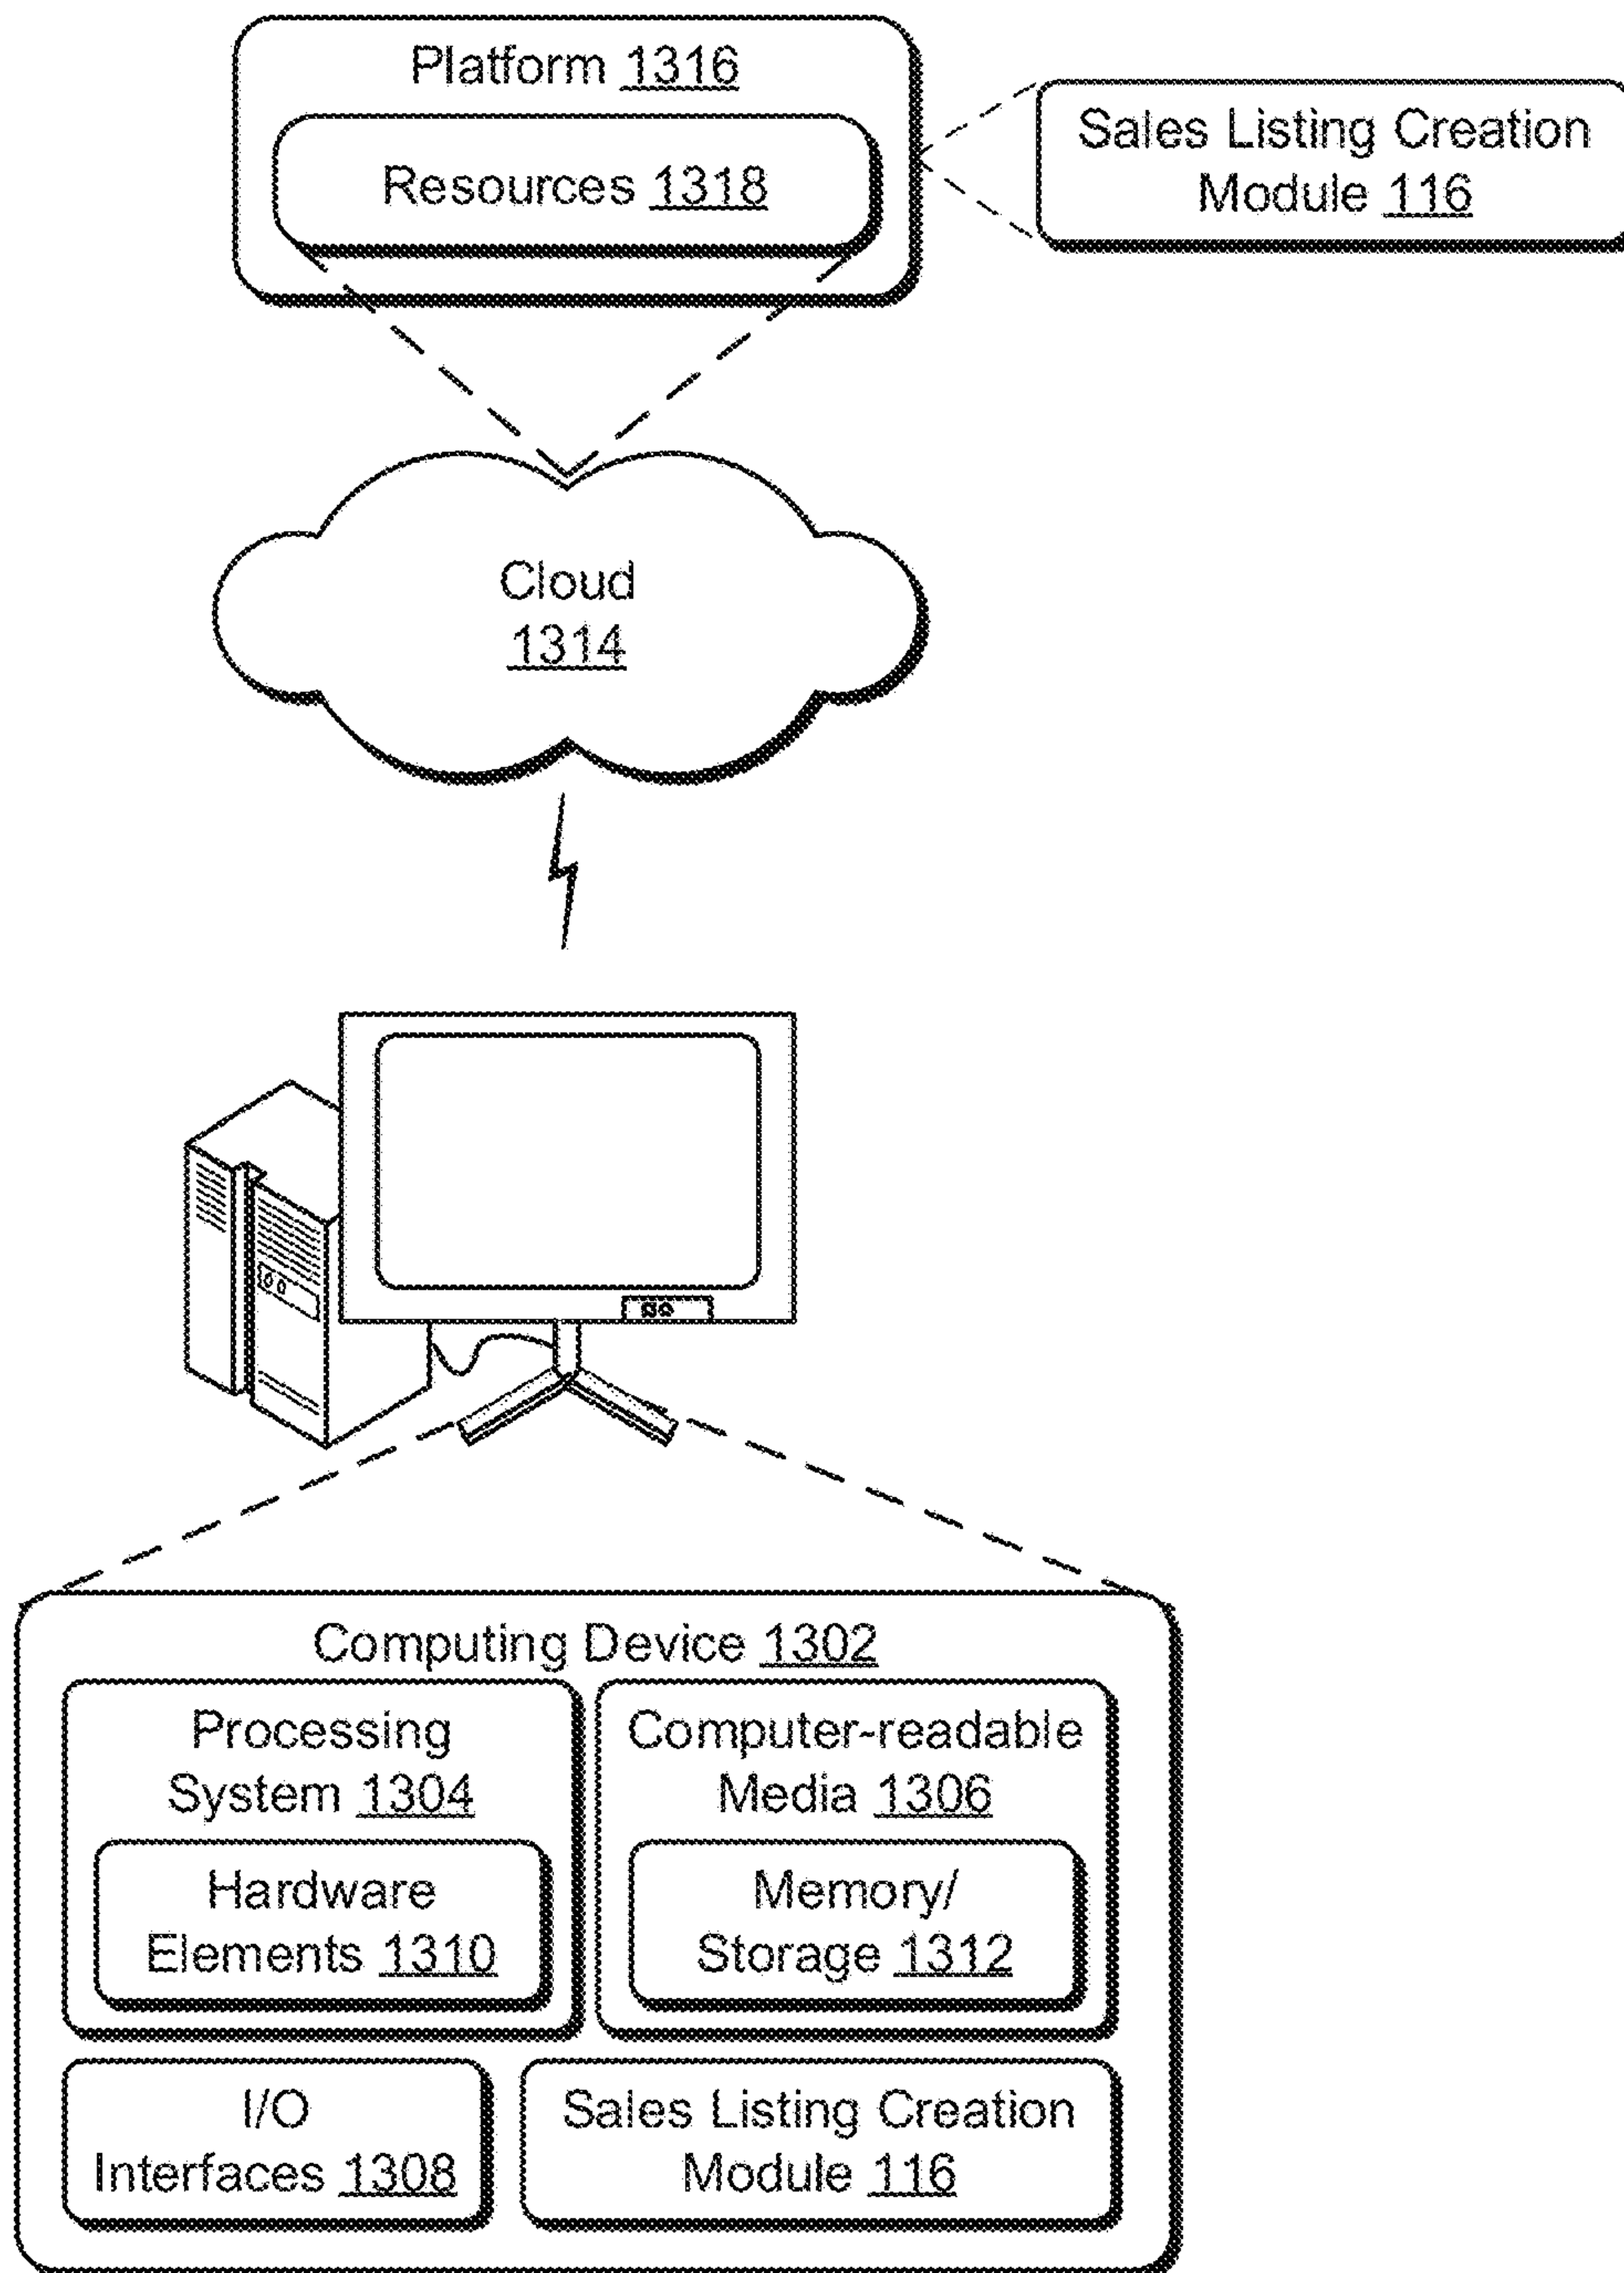 Platform 1316
Resources 1318
Sales Listing Creation
Module 116
Cloud
1314
Computing Device 1302
Processing
System 1304
Hardware
Elements 1310
Computer-readable
Media 1306
Memory/
Storage 1312
I/O
Interfaces 1308
Sales Listing Creation
Module 116